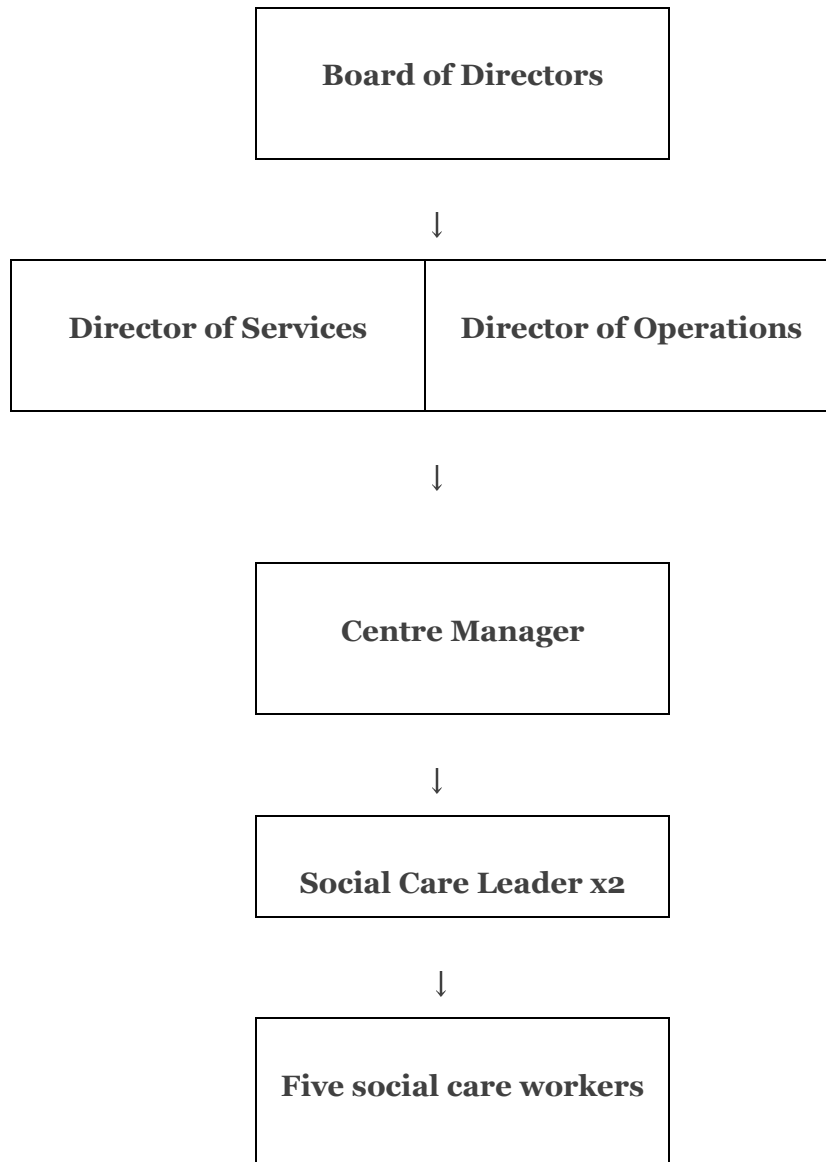 Board of Directors
↓
Director of Services Director of Operations
↓
Centre Manager
↓
Social Care Leader x2
↓
Five social care workers